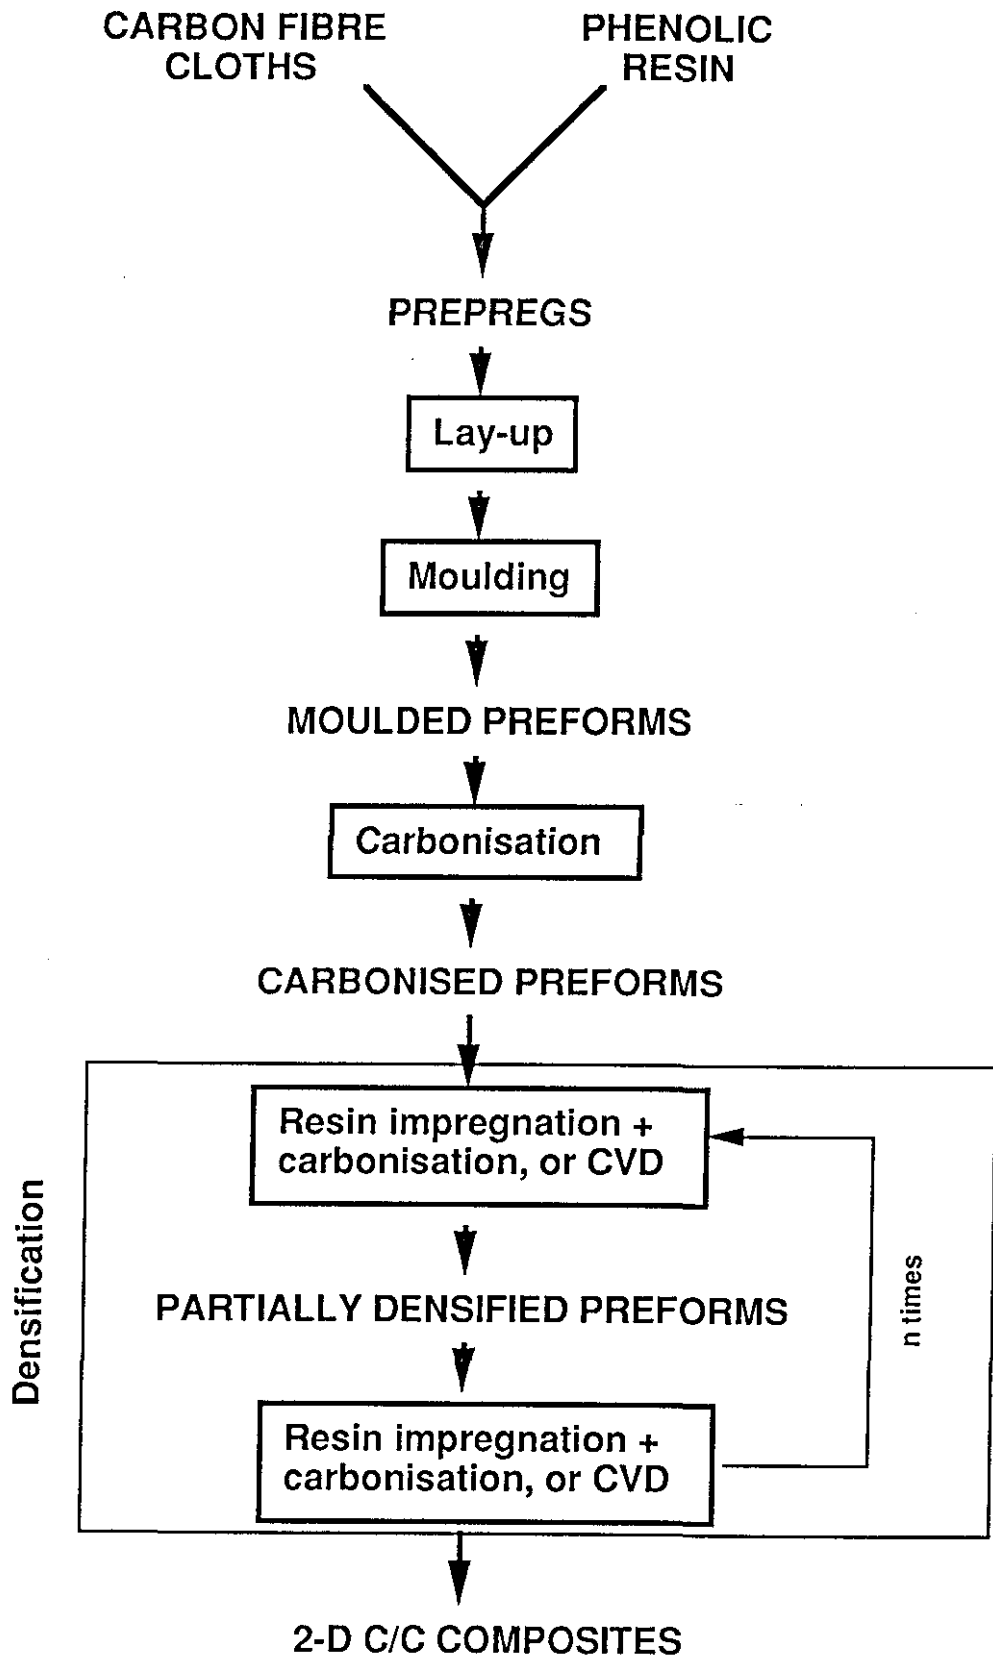 CARBON FIBRE
CLOTHS
PHENOLIC
RESIN
PREPREGS
Lay-up
Moulding
MOULDED PREFORMS
Carbonisation
CARBONISED PREFORMS
Densification
Resin impregnation +
carbonisation, or CVD
PARTIALLY DENSIFIED PREFORMS
n times
Resin impregnation +
carbonisation, or CVD
2-D C/C COMPOSITES